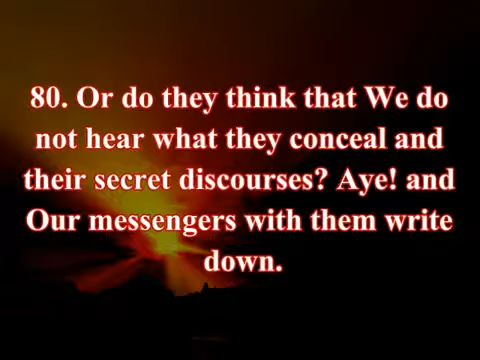 80. Or do they think that We do
not hear what they conceal and
their secret discourses? Aye! and
Our messengers with them write
down.